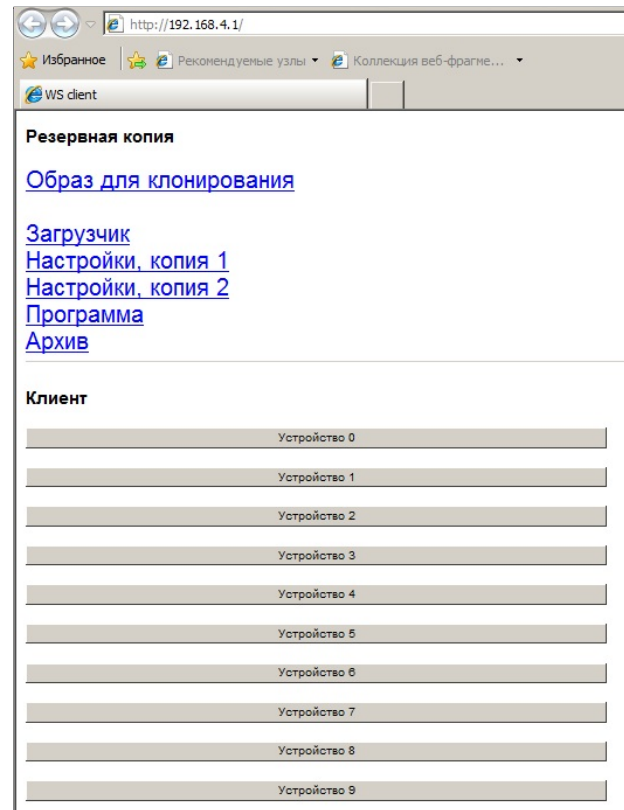 http://192.168.4.1/
Избранное Рекомендуемые узлы Коллекция веб-фрагме...
WS client
Резервная копия
Образ для клонирования
Загрузчик
Настройки, копия 1
Настройки, копия 2
Программа
Архив
Клиент
Устройство 0
Устройство 1
Устройство 2
Устройство 3
Устройство 4
Устройство 5
Устройство 6
Устройство 7
Устройство 8
Устройство 9